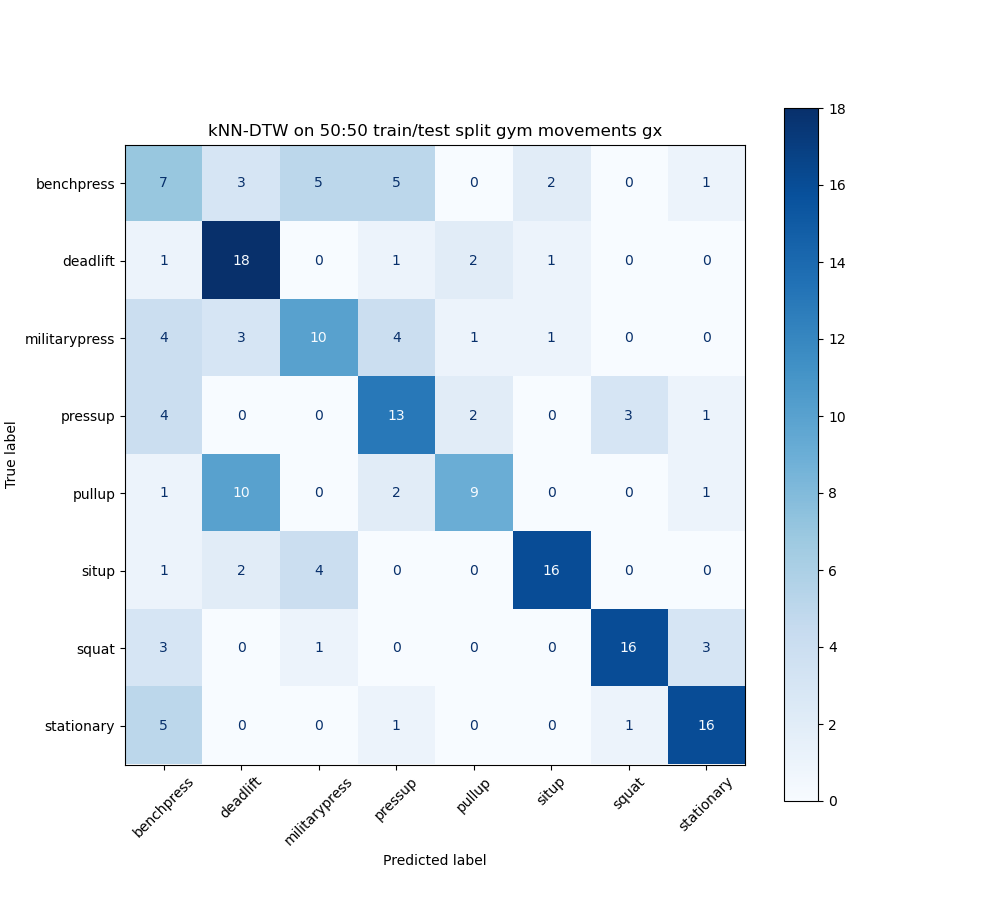 kNN-DTW on 50:50 train/test split gym movements gx
True label
benchpress 7 3 5 5 0 2 0 1
deadlift 1 18 0 1 2 1 0 0
militarypress 4 3 10 4 1 1 0 0
pressup 4 0 0 13 2 0 3 1
pullup 1 10 0 2 9 0 0 1
situp 1 2 4 0 0 16 0 0
squat 3 0 1 0 0 0 16 3
stationary 5 0 0 1 0 0 1 16
benchpress deadlift militarypress pressup pullup situp squat stationary
Predicted label
18
16
14
12
10
8
6
4
2
0